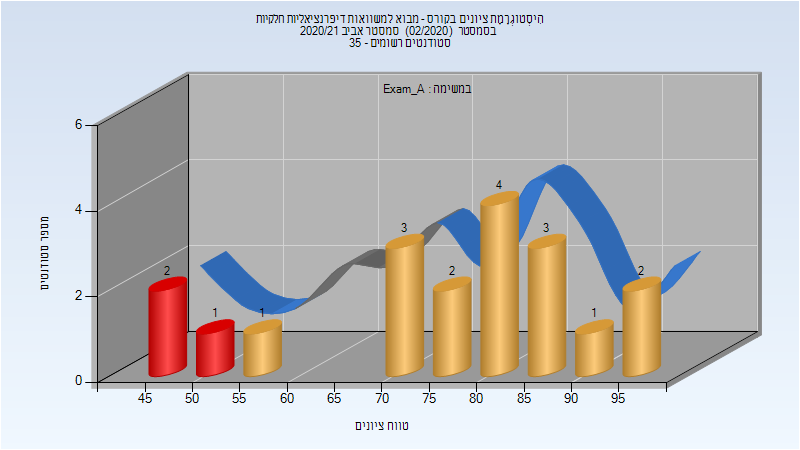 היסטוגרמת ציונים בקורס - מבוא למשוואות דיפרנציאליות חלקיות
בסמסטר (02/2020) סמסטר אביב 2020/21
סטודנטים רשומים - 35
במשימה : Exam_A
מספר סטודנטים
6
4
2
0
2
1
1
3
2
4
3
1
2
45 50 55 60 65 70 75 80 85 90 95
טווח ציונים